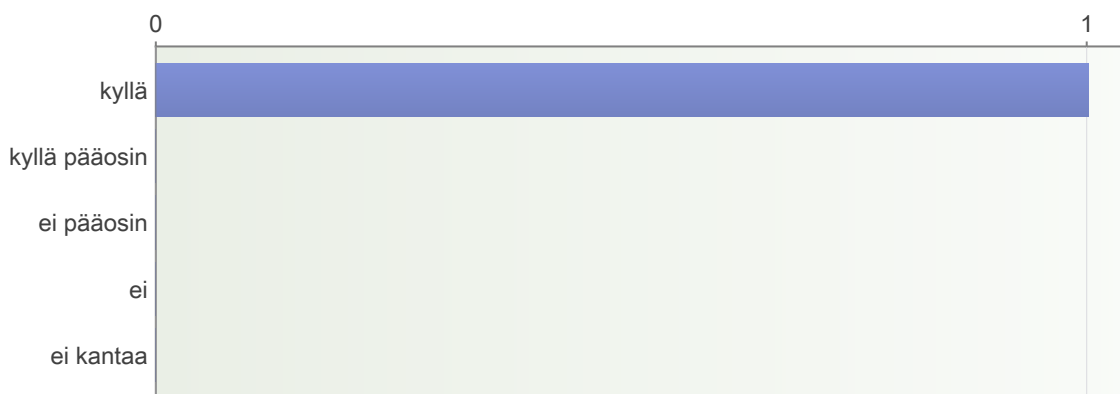 0 1
kyllä
kyllä pääosin
ei pääosin
ei
ei kantaa